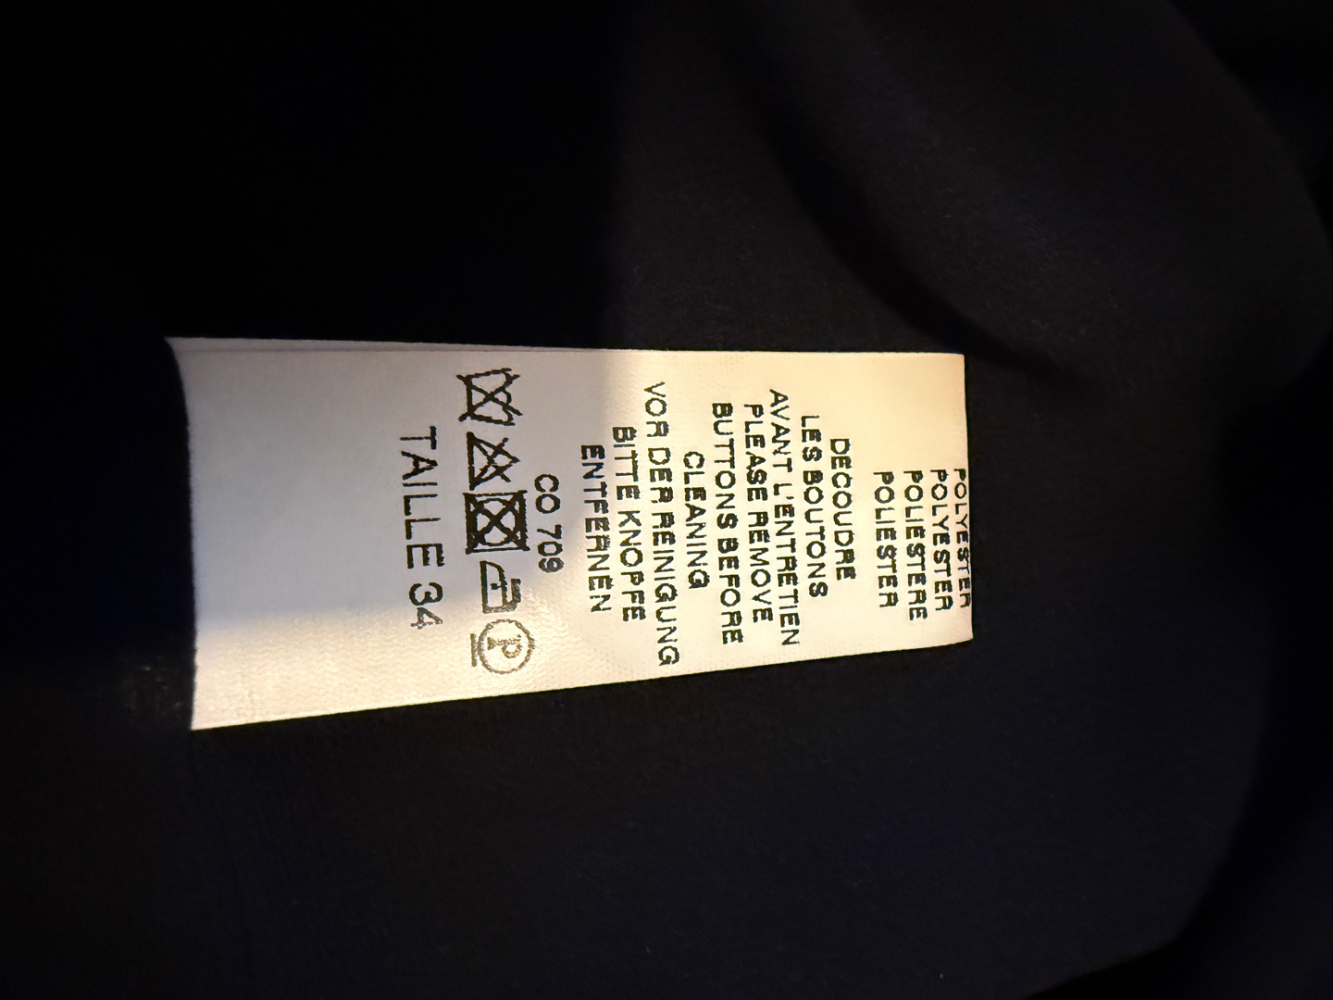 POLYESTER
POLYESTER
POLIESTERE
POLIESTER
DECOUDRE
LES BOUTONS
AVANT L'ENTRETIEN
PLEASE REMOVE
BUTTONS BEFORE
CLEANING
VOR DER REINIGUNG
BITTE KNOPFE
ENTFERNEN
CO 709
P
TAILLE 34